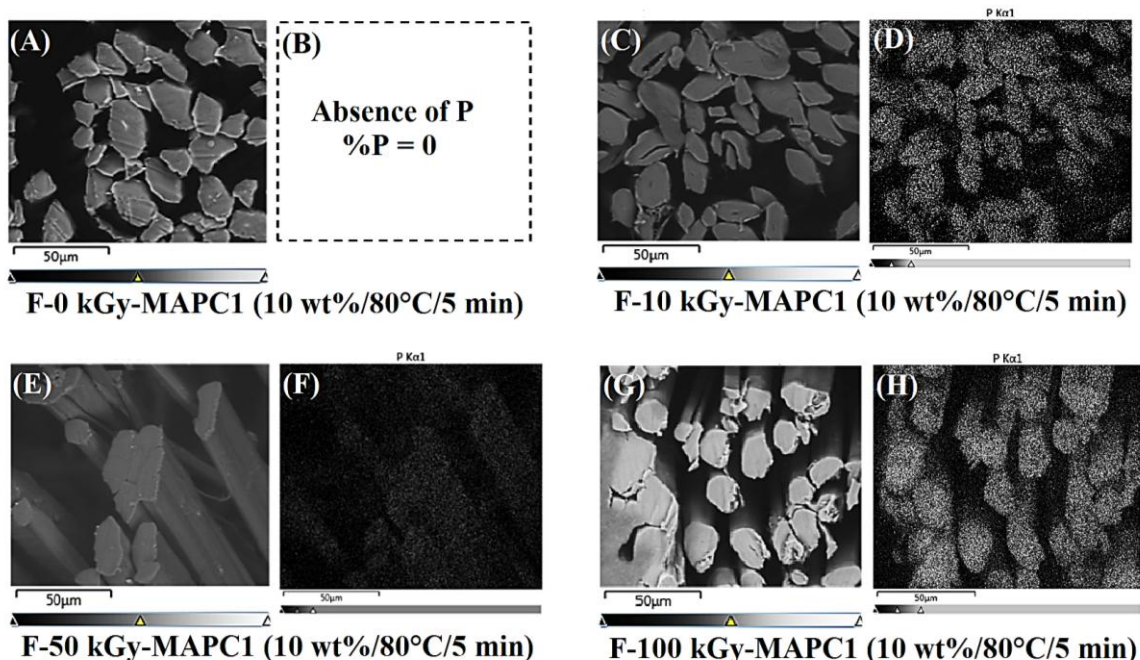 (A)
(B)
Absence of P
%P = 0
50μm
F-0 kGy-MAPC1 (10 wt%/80°C/5 min)
P Kα1
(C)
(D)
50μm
50μm
F-10 kGy-MAPC1 (10 wt%/80°C/5 min)
P Kα1
(E)
(F)
50μm
50μm
F-50 kGy-MAPC1 (10 wt%/80°C/5 min)
P Kα1
(G)
(H)
50μm
50μm
F-100 kGy-MAPC1 (10 wt%/80°C/5 min)